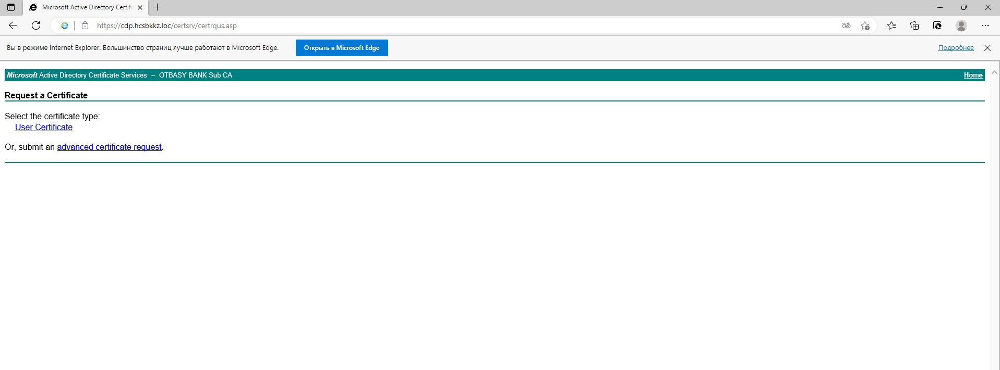 Microsoft Active Directory Certifi
https://cdp.hcsbkkz.loc/certsrv/certrqus.asp
Вы в режиме Internet Explorer. Большинство страниц лучше работают в Microsoft Edge. Открыть в Microsoft Edge Подробнее
Microsoft Active Directory Certificate Services -- OTBASY BANK Sub CA Home
Request a Certificate
Select the certificate type:
User Certificate
Or, submit an advanced certificate request.